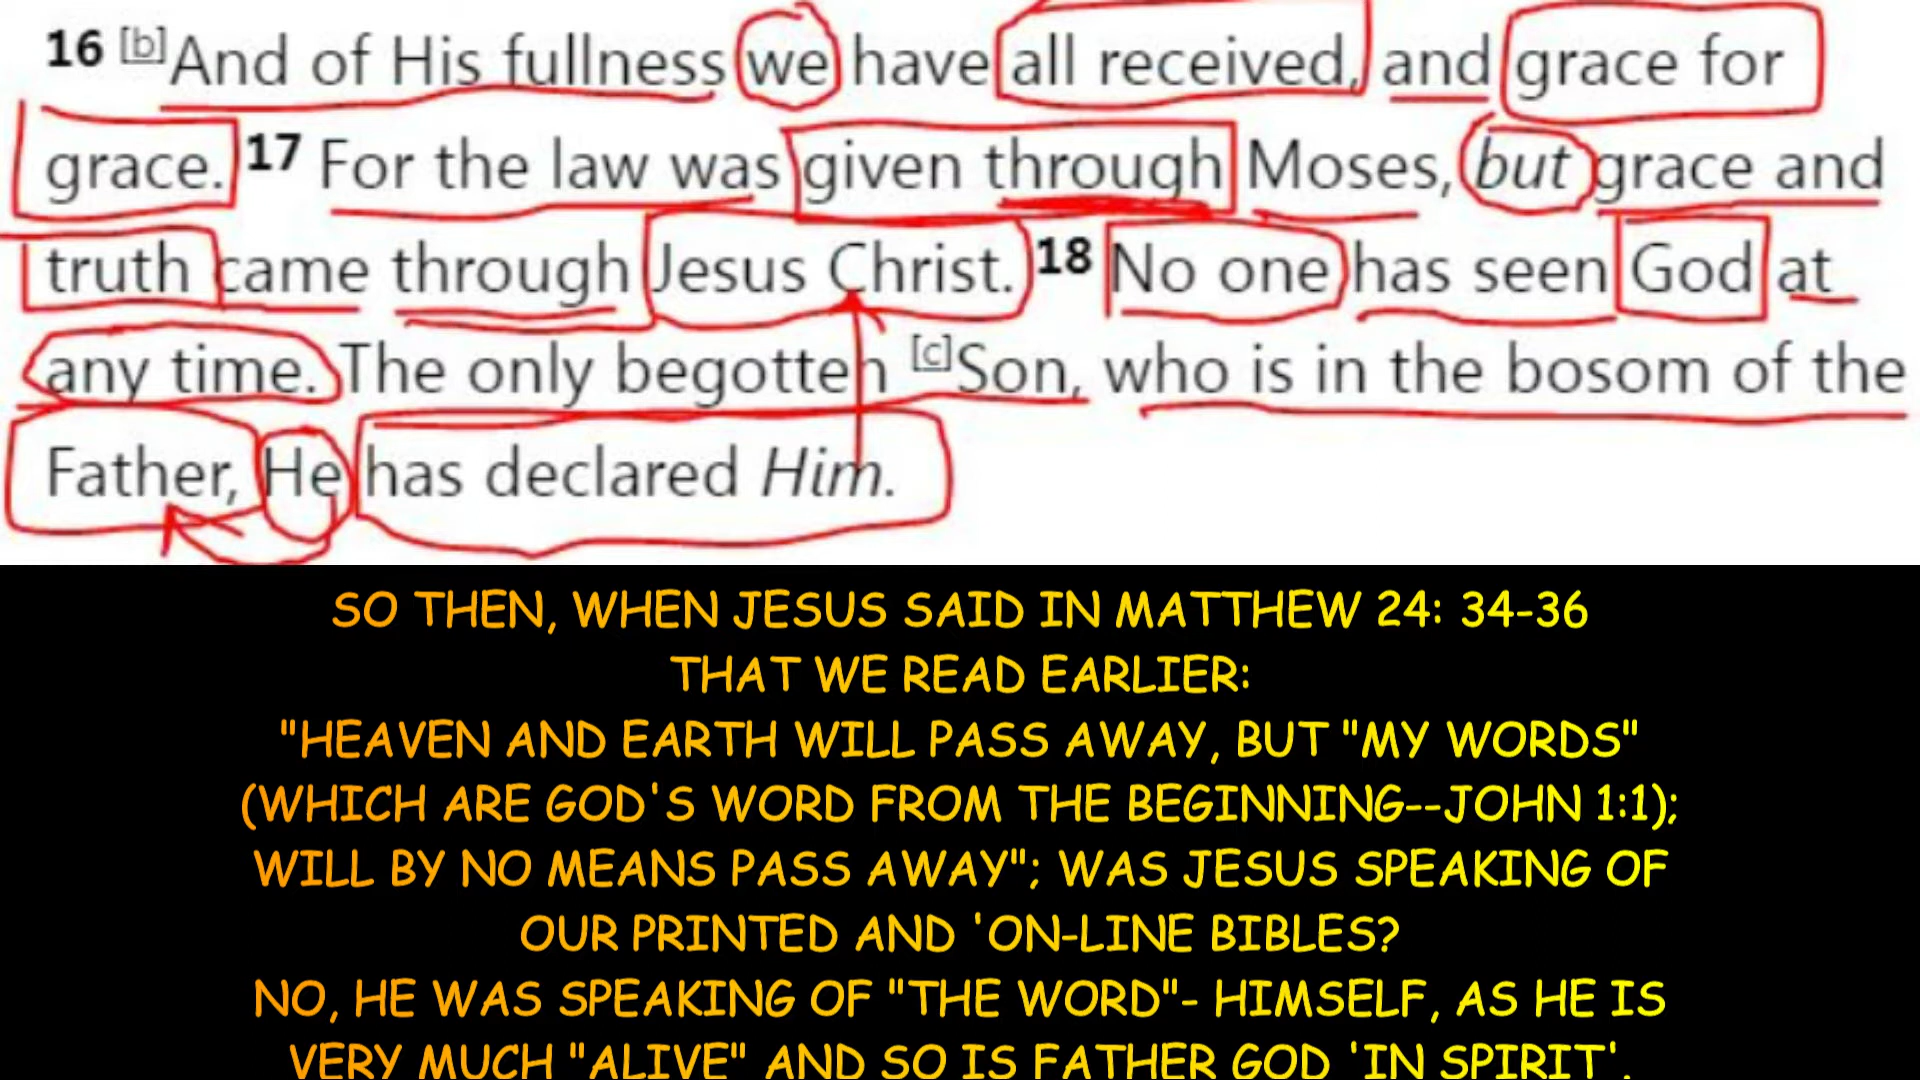 16 [b]And of His fullness we have all received, and grace for
grace. 17 For the law was given through Moses, but grace and
truth came through Jesus Christ. 18 No one has seen God at
any time. The only begotten [c]Son, who is in the bosom of the
Father, He has declared Him.
SO THEN, WHEN JESUS SAID IN MATTHEW 24: 34-36
THAT WE READ EARLIER:
"HEAVEN AND EARTH WILL PASS AWAY, BUT "MY WORDS"
(WHICH ARE GOD'S WORD FROM THE BEGINNING--JOHN 1:1);
WILL BY NO MEANS PASS AWAY"; WAS JESUS SPEAKING OF
OUR PRINTED AND 'ON-LINE BIBLES?
NO, HE WAS SPEAKING OF "THE WORD"- HIMSELF, AS HE IS
VERY MUCH "ALIVE" AND SO IS FATHER GOD 'IN SPIRIT'.